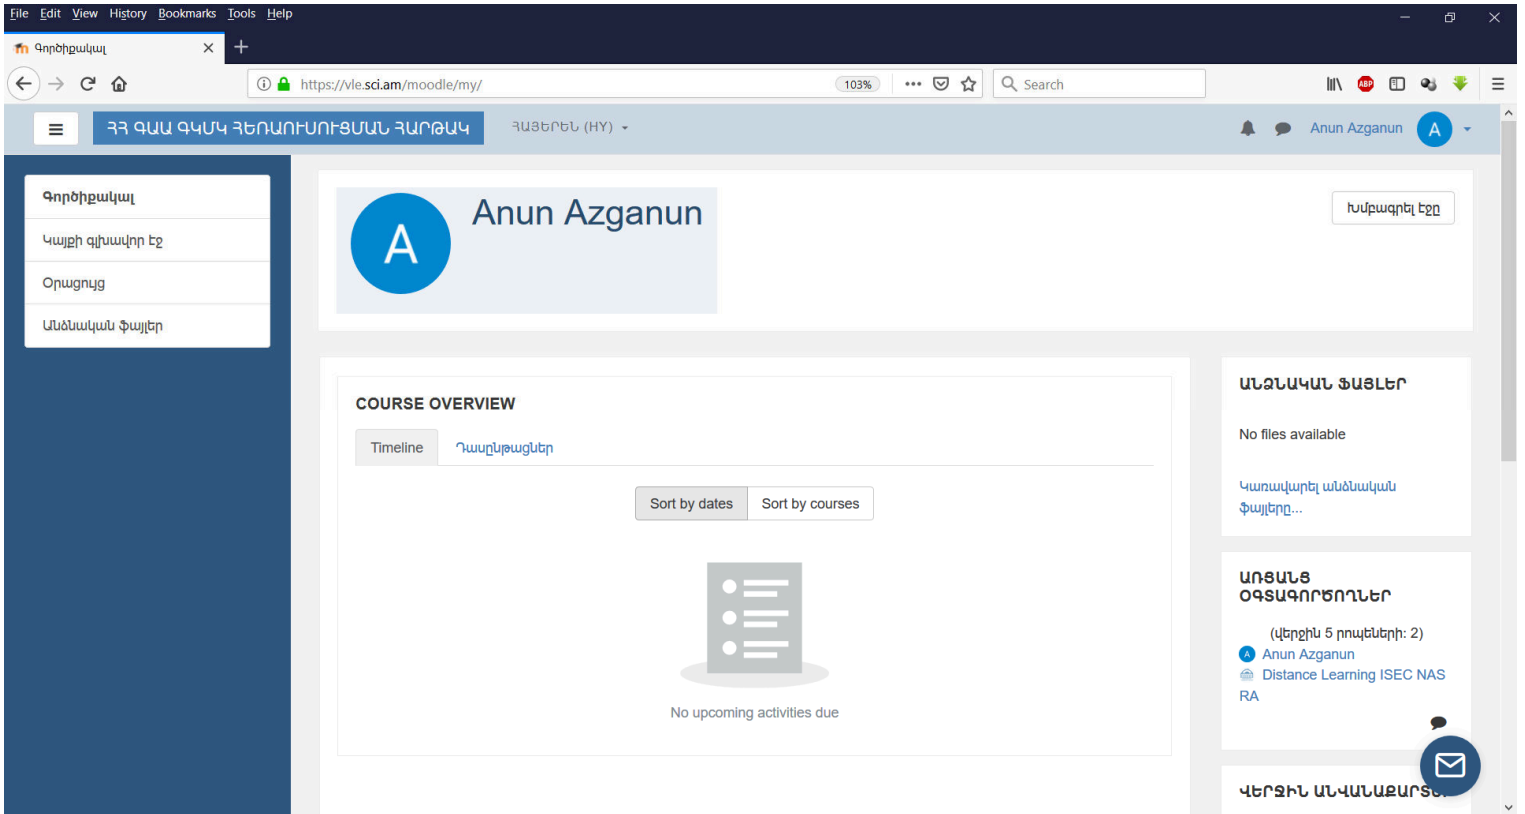 File Edit View History Bookmarks Tools Help
Գործիքակալ
https://vle.sci.am/moodle/my/
103%
Search
ABP
ՀՀ ԳԱԱ ԳԿՄԿ ՀԵՌԱՈՒՍՈՒՑՄԱՆ ՀԱՐԹԱԿ
ՀԱՅԵՐԵՆ (HY)
Anun Azganun
A
Գործիքակալ
Կայքի գլխավոր էջ
Օրացույց
Անձնական ֆայլեր
A
Anun Azganun
Խմբագրել էջը
COURSE OVERVIEW
Timeline
Դասընթացներ
Sort by dates
Sort by courses
No upcoming activities due
ԱՆՁՆԱԿԱՆ ՖԱՅԼԵՐ
No files available
Կառավարել անձնական
ֆայլերը...
ԱՌՑԱՆՑ
ՕԳՏԱԳՈՐԾՈՂՆԵՐ
(վերջին 5 րոպեների: 2)
A Anun Azganun
Distance Learning ISEC NAS
RA
ՎԵՐՋԻՆ